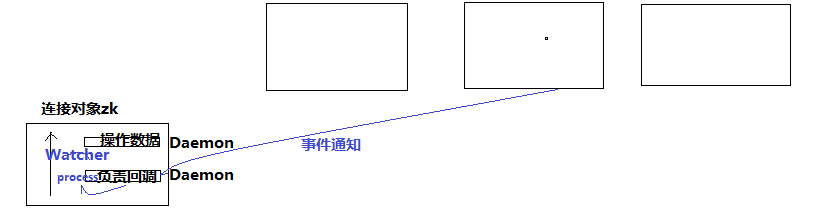 连接对象zk
操作数据 Daemon
Watcher
事件通知
process 负责回调 Daemon